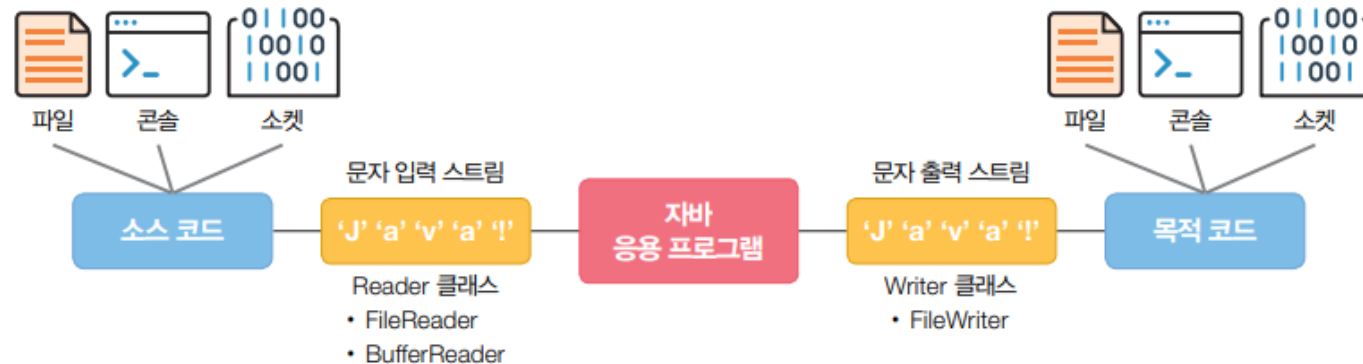 01100
10010
11001
파일
콘솔
소켓
01100
10010
11001
파일
콘솔
소켓
문자 입력 스트림
문자 출력 스트림
소스 코드
‘J’ ‘a’ ‘v’ ‘a’ ‘!’
자바
응용 프로그램
‘J’ ‘a’ ‘v’ ‘a’ ‘!’
목적 코드
Reader 클래스
• FileReader
• BufferReader
Writer 클래스
• FileWriter